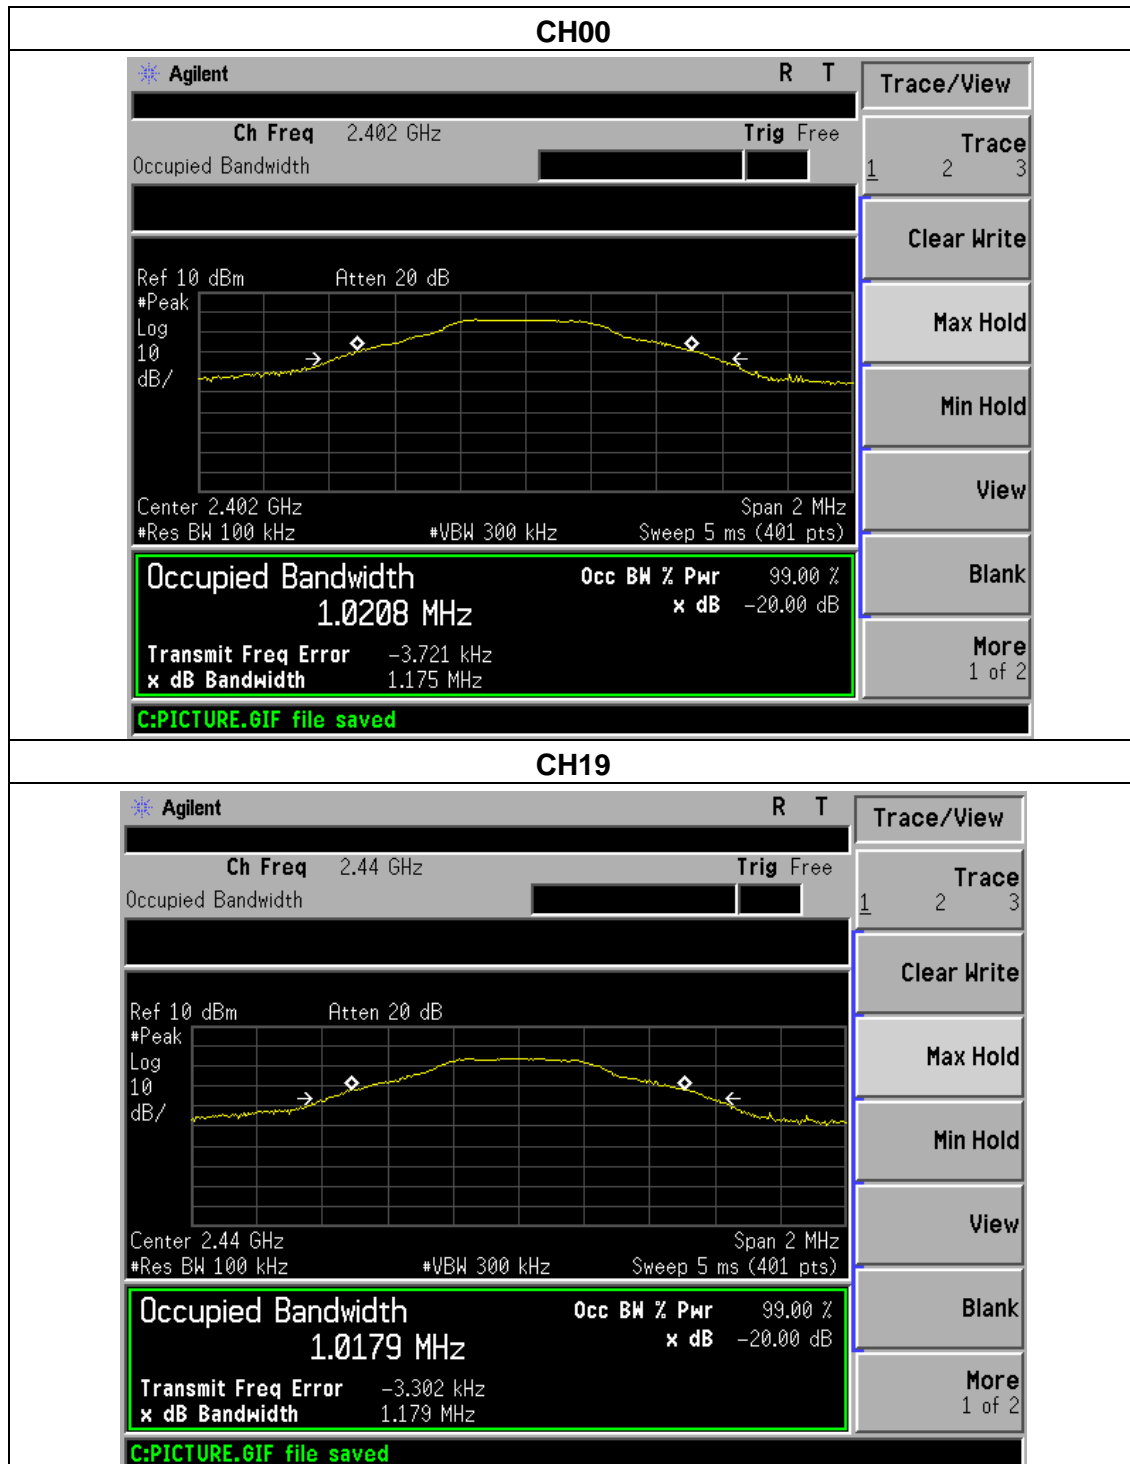 CH00
Agilent R T Trace/View
Ch Freq 2.402 GHz Trig Free
Occupied Bandwidth
Trace
1 2 3
Clear Write
Max Hold
Min Hold
View
Blank
More
1 of 2
Ref 10 dBm Atten 20 dB
#Peak
Log
10
dB/
Center 2.402 GHz Span 2 MHz
#Res BW 100 kHz #VBW 300 kHz Sweep 5 ms (401 pts)
Occupied Bandwidth Occ BW % Pwr 99.00 %
1.0208 MHz x dB -20.00 dB
Transmit Freq Error -3.721 kHz
x dB Bandwidth 1.175 MHz
C:PICTURE.GIF file saved
CH19
Agilent R T Trace/View
Ch Freq 2.44 GHz Trig Free
Occupied Bandwidth
Trace
1 2 3
Clear Write
Max Hold
Min Hold
View
Blank
More
1 of 2
Ref 10 dBm Atten 20 dB
#Peak
Log
10
dB/
Center 2.44 GHz Span 2 MHz
#Res BW 100 kHz #VBW 300 kHz Sweep 5 ms (401 pts)
Occupied Bandwidth Occ BW % Pwr 99.00 %
1.0179 MHz x dB -20.00 dB
Transmit Freq Error -3.302 kHz
x dB Bandwidth 1.179 MHz
C:PICTURE.GIF file saved